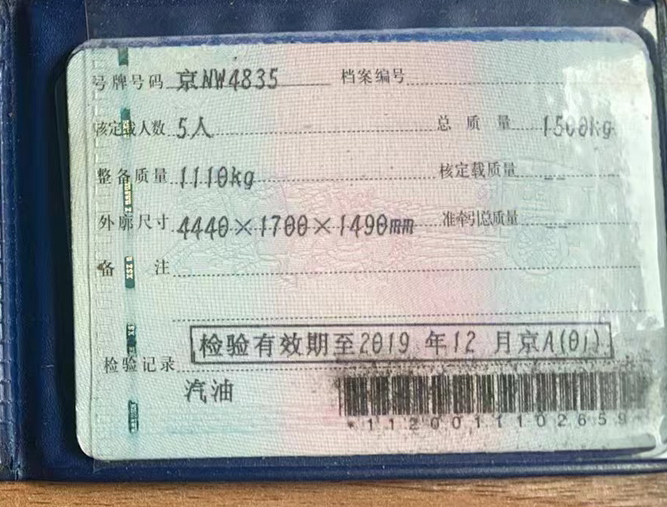 号牌号码 京NW4835 档案编号
核定载人数 5人 总质量 1500kg
整备质量 1110kg 核定载质量 --
外廓尺寸 4440×1700×1490mm 准牵引总质量 --
备注
检验有效期至2019年12月京A(01)
检验记录
汽油
*1120011102659*